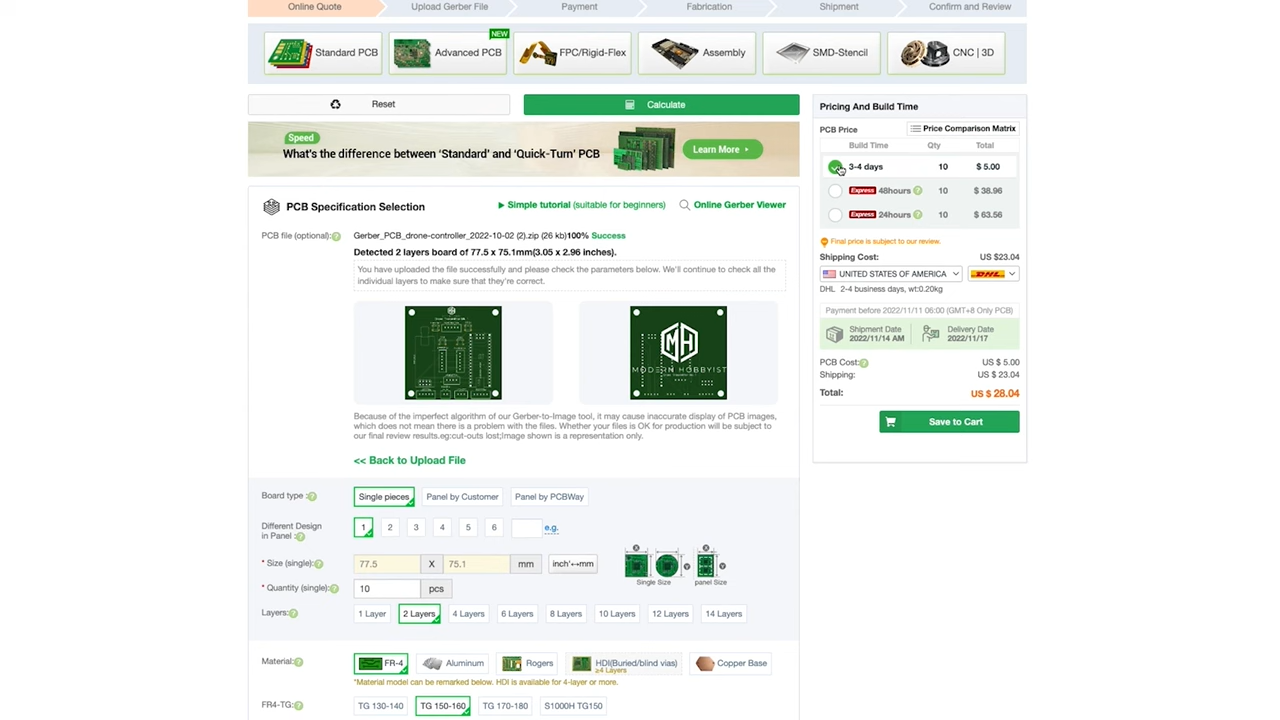 Online Quote
Upload Gerber File
Payment
Fabrication
Shipment
Confirm and Review
Standard PCB
NEW
Advanced PCB
FPC/Rigid-Flex
Assembly
SMD-Stencil
CNC | 3D
Reset
Calculate
Speed
What's the difference between 'Standard' and 'Quick-Turn' PCB
Learn More
PCB Specification Selection
Simple tutorial (suitable for beginners)
Online Gerber Viewer
PCB file (optional):
Gerber_PCB_drone-controller_2022-10-02 (2).zip (26 kb)100% Success
Detected 2 layers board of 77.5 x 75.1mm(3.05 x 2.96 inches).
You have uploaded the file successfully and please check the parameters below. We'll continue to check all the
individual layers to make sure that they're correct.
MH
MODERN HOBBYIST
Because of the imperfect algorithm of our Gerber-to-Image tool, it may cause inaccurate display of PCB images,
which does not mean there is a problem with the files. Whether your files is OK for production will be subject to
our final review results.eg:cut-outs lost;Image shown is a representation only.
<< Back to Upload File
Board type :
Single pieces
Panel by Customer
Panel by PCBWay
Different Design
in Panel :
1 2 3 4 5 6
e.g.
* Size (single):
77.5 X 75.1 mm
inch'↔mm
X Y X Y
Single Size
panel Size
* Quantity (single):
10 pcs
Layers:
1 Layer
2 Layers
4 Layers
6 Layers
8 Layers
10 Layers
12 Layers
14 Layers
Material:
FR-4
Aluminum
Rogers
HDI(Buried/blind vias)
≥4 Layers
Copper Base
*Material model can be remarked below. HDI is available for 4-layer or more.
FR4-TG:
TG 130-140
TG 150-160
TG 170-180
S1000H TG150
Pricing And Build Time
PCB Price
Price Comparison Matrix
Build Time Qty Total
3-4 days 10 $ 5.00
Express 48hours 10 $ 38.96
Express 24hours 10 $ 63.56
Final price is subject to our review.
Shipping Cost: US $23.04
UNITED STATES OF AMERICA
DHL
DHL 2-4 business days, wt:0.20kg
Payment before 2022/11/11 06:00 (GMT+8 Only PCB)
Shipment Date
2022/11/14 AM
Delivery Date
2022/11/17
PCB Cost: US $ 5.00
Shipping: US $ 23.04
Total: US $ 28.04
Save to Cart